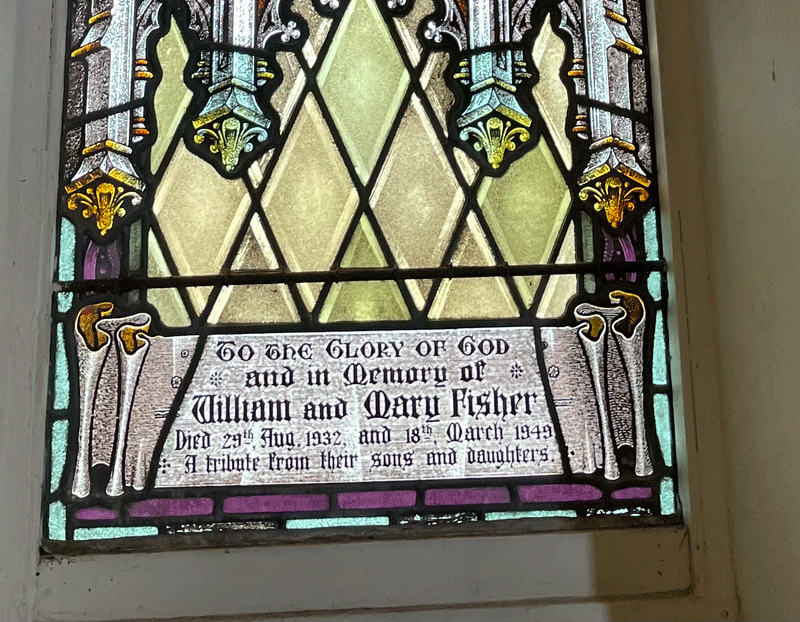 To the Glory of God
and in Memory of
William and Mary Fisher
Died 29th Aug. 1932, and 18th, March 1949
A tribute from their sons and daughters.